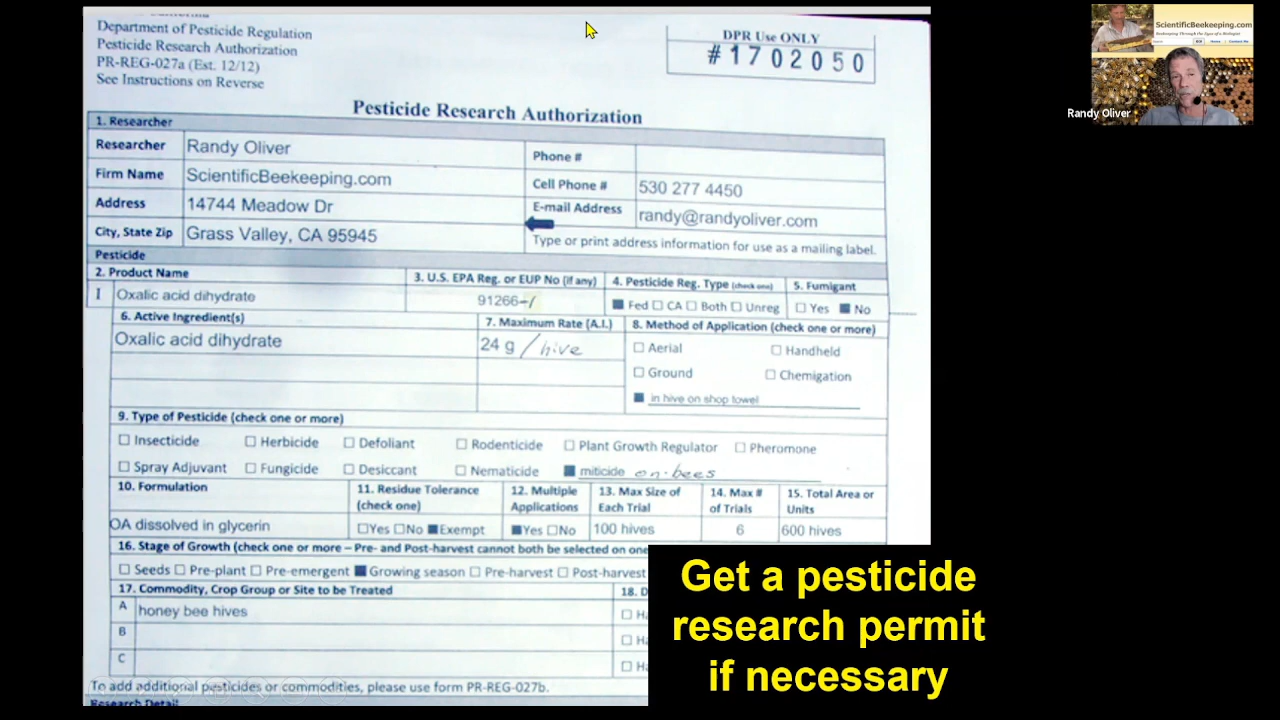 Department of Pesticide Regulation
Pesticide Research Authorization
PR-REG-027a (Est. 12/12)
See Instructions on Reverse
DPR Use ONLY
#1702050
Pesticide Research Authorization
1. Researcher
Researcher Randy Oliver Phone #
Firm Name ScientificBeekeeping.com Cell Phone # 530 277 4450
Address 14744 Meadow Dr E-mail Address randy@randyoliver.com
City, State Zip Grass Valley, CA 95945 Type or print address information for use as a mailing label.
Pesticide
2. Product Name 3. U.S. EPA Reg. or EUP No (if any) 4. Pesticide Reg. Type (check one) 5. Fumigant
1 Oxalic acid dihydrate 91266-1 Fed CA Both Unreg Yes No
6. Active Ingredient(s) 7. Maximum Rate (A.I.) 8. Method of Application (check one or more)
Oxalic acid dihydrate 24 g / hive Aerial Handheld
Ground Chemigation
in hive on shop towel
9. Type of Pesticide (check one or more)
Insecticide Herbicide Defoliant Rodenticide Plant Growth Regulator Pheromone
Spray Adjuvant Fungicide Desiccant Nematicide miticide on bees
10. Formulation 11. Residue Tolerance (check one) 12. Multiple Applications 13. Max Size of Each Trial 14. Max # of Trials 15. Total Area or Units
OA dissolved in glycerin Yes No Exempt Yes No 100 hives 6 600 hives
16. Stage of Growth (check one or more – Pre- and Post-harvest cannot both be selected on one
Seeds Pre-plant Pre-emergent Growing season Pre-harvest Post-harvest
17. Commodity, Crop Group or Site to be Treated 18. D
A honey bee hives
B
C
To add additional pesticides or commodities, please use form PR-REG-027b.
Research Detail
Get a pesticide
research permit
if necessary
ScientificBeekeeping.com
Randy Oliver